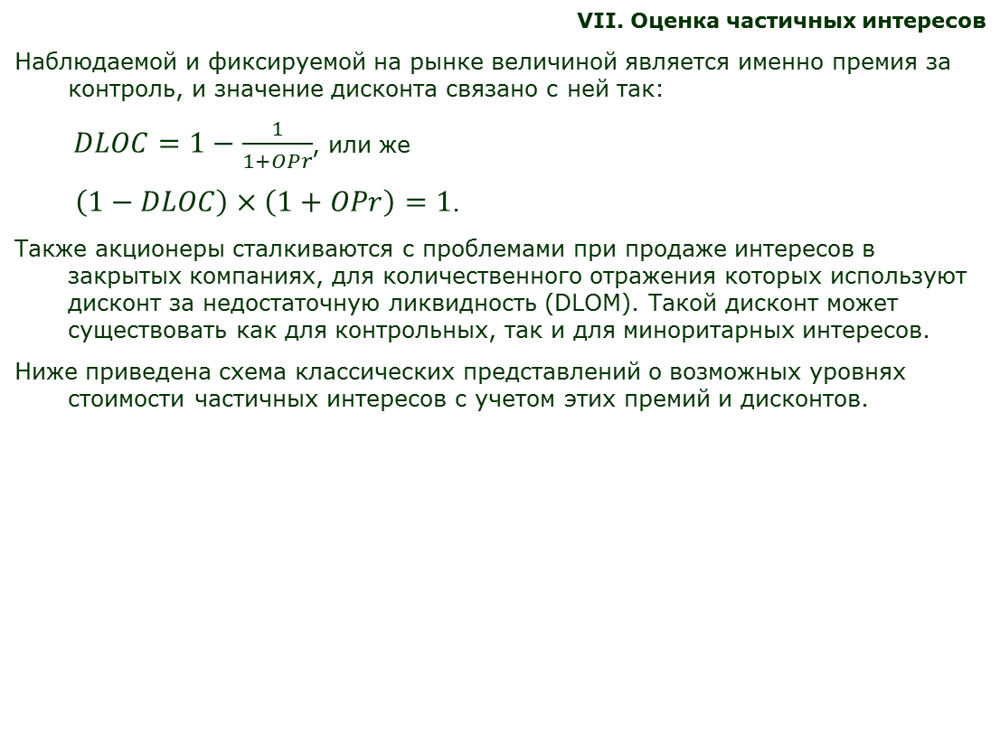 VII. Оценка частичных интересов
Наблюдаемой и фиксируемой на рынке величиной является именно премия за
контроль, и значение дисконта связано с ней так:
DLOC = 1 − 1/(1+OPr), или же
(1 − DLOC) × (1 + OPr) = 1.
Также акционеры сталкиваются с проблемами при продаже интересов в
закрытых компаниях, для количественного отражения которых используют
дисконт за недостаточную ликвидность (DLOM). Такой дисконт может
существовать как для контрольных, так и для миноритарных интересов.
Ниже приведена схема классических представлений о возможных уровнях
стоимости частичных интересов с учетом этих премий и дисконтов.